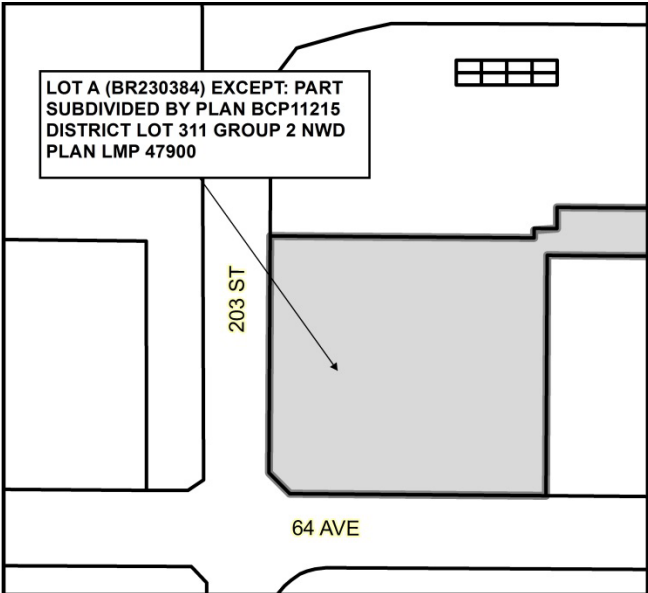 LOT A (BR230384) EXCEPT: PART
SUBDIVIDED BY PLAN BCP11215
DISTRICT LOT 311 GROUP 2 NWD
PLAN LMP 47900
203 ST
64 AVE